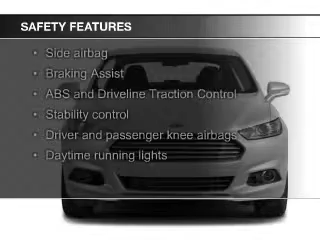 SAFETY FEATURES
• Side airbag
• Braking Assist
• ABS and Driveline Traction Control
• Stability control
• Driver and passenger knee airbags
• Daytime running lights